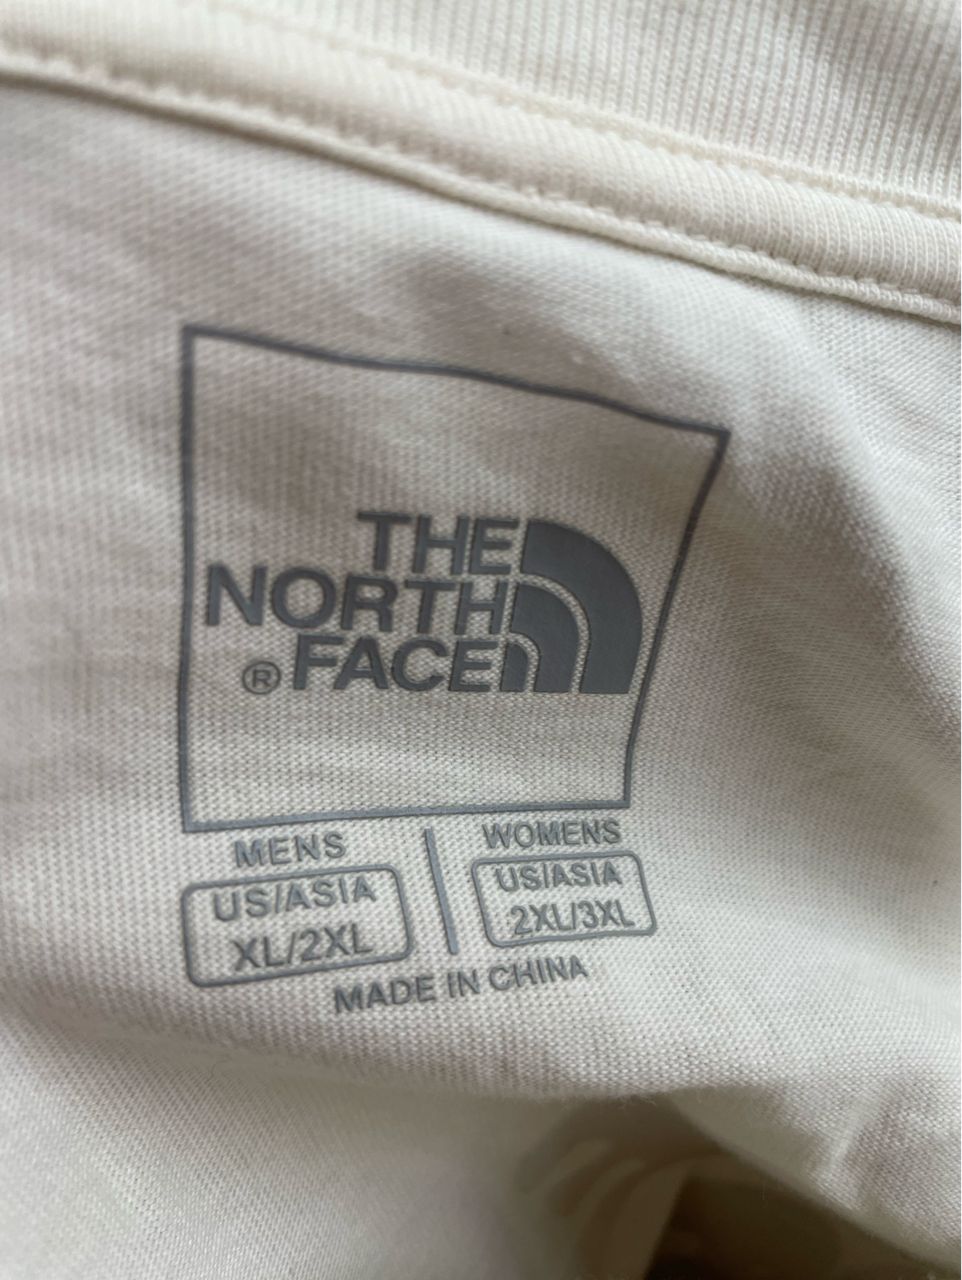 THE
NORTH
® FACE
MENS
US/ASIA
XL/2XL
WOMENS
US/ASIA
2XL/3XL
MADE IN CHINA